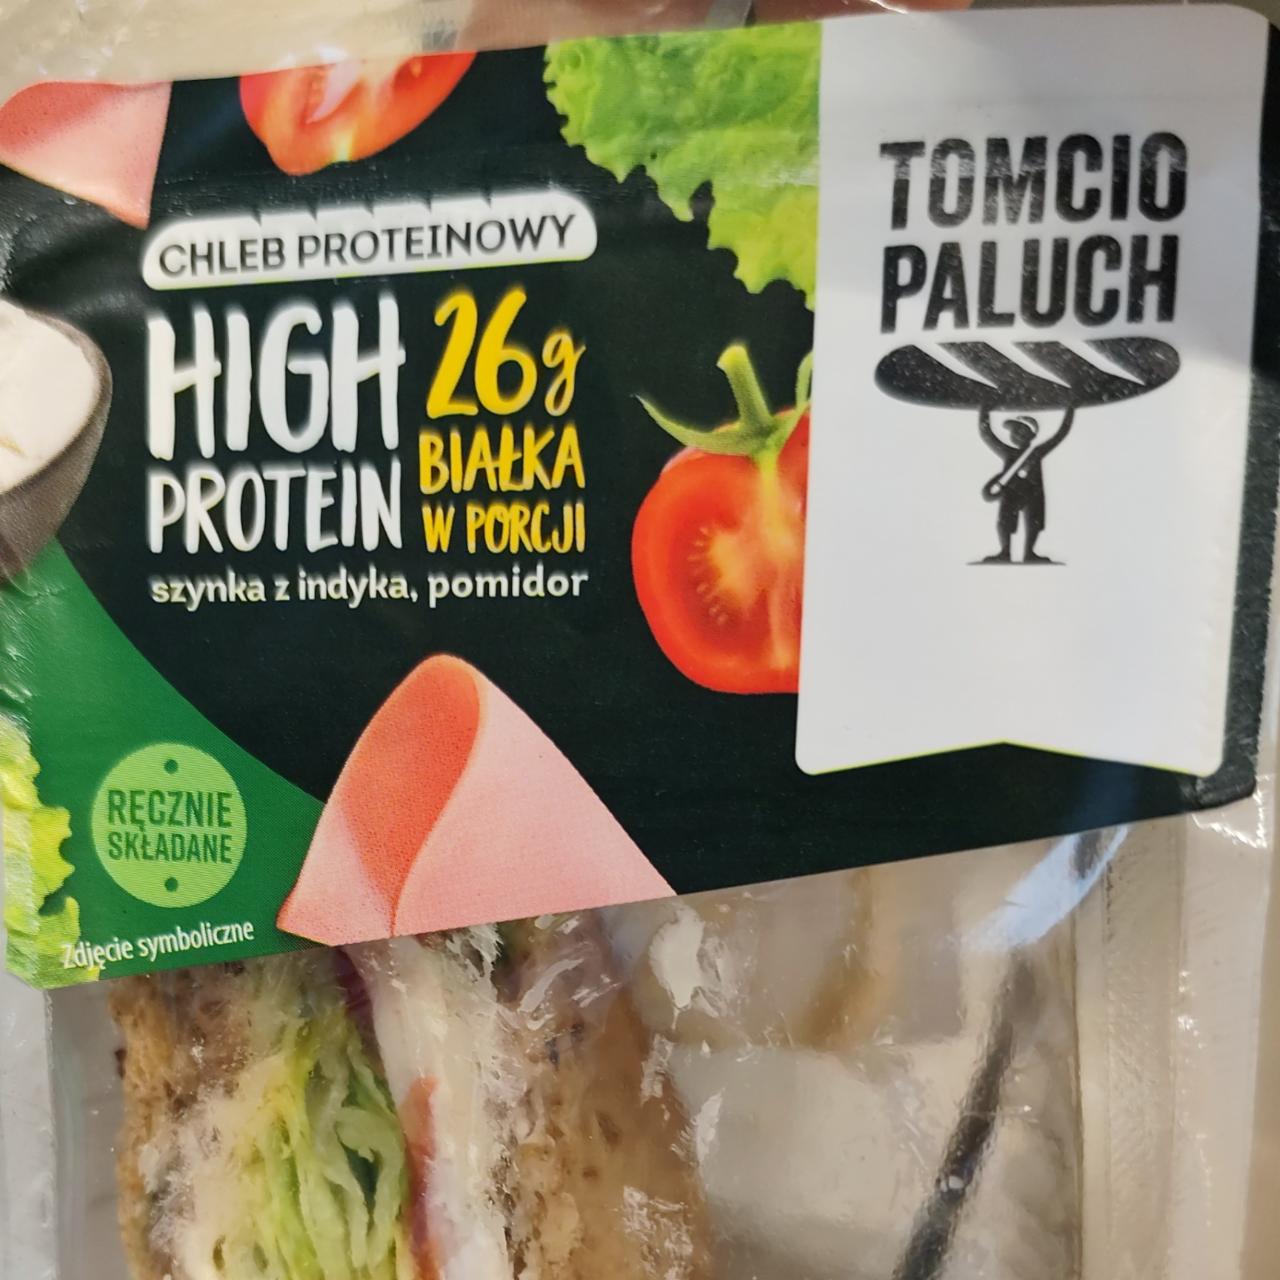 TOMCIO
PALUCH
CHLEB PROTEINOWY
HIGH
PROTEIN
26g
BIAŁKA
W PORCJI
szynka z indyka, pomidor
RĘCZNIE
SKŁADANE
Zdjęcie symboliczne